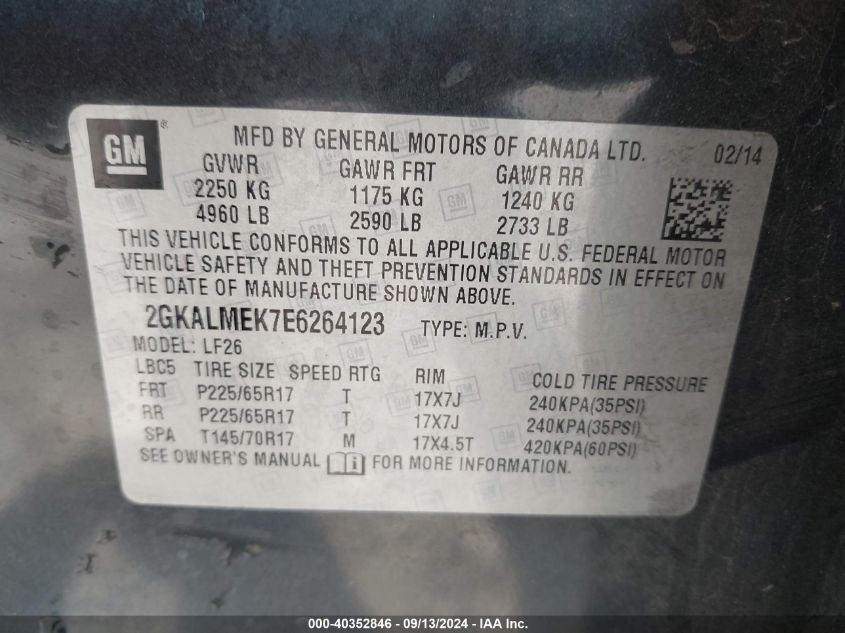 GM ®
MFD BY GENERAL MOTORS OF CANADA LTD. 02/14
GVWR GAWR FRT GAWR RR
2250 KG 1175 KG 1240 KG
4960 LB 2590 LB 2733 LB
THIS VEHICLE CONFORMS TO ALL APPLICABLE U.S. FEDERAL MOTOR
VEHICLE SAFETY AND THEFT PREVENTION STANDARDS IN EFFECT ON
THE DATE OF MANUFACTURE SHOWN ABOVE.
2GKALMEK7E6264123 TYPE: M.P.V.
MODEL: LF26
LBC5 TIRE SIZE SPEED RTG RIM COLD TIRE PRESSURE
FRT P225/65R17 T 17X7J 240KPA(35PSI)
RR P225/65R17 T 17X7J 240KPA(35PSI)
SPA T145/70R17 M 17X4.5T 420KPA(60PSI)
SEE OWNER'S MANUAL i FOR MORE INFORMATION.
000-40352846 - 09/13/2024 - IAA Inc.